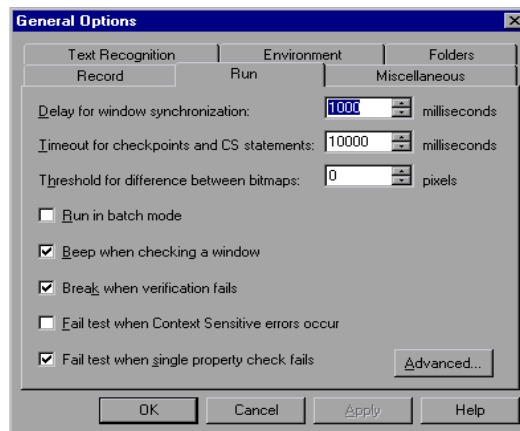 General Options
Text Recognition Environment Folders
Record Run Miscellaneous
Delay for window synchronization: 1000 milliseconds
Timeout for checkpoints and CS statements: 10000 milliseconds
Threshold for difference between bitmaps: 0 pixels
Run in batch mode
Beep when checking a window
Break when verification fails
Fail test when Context Sensitive errors occur
Fail test when single property check fails
Advanced...
OK Cancel Apply Help